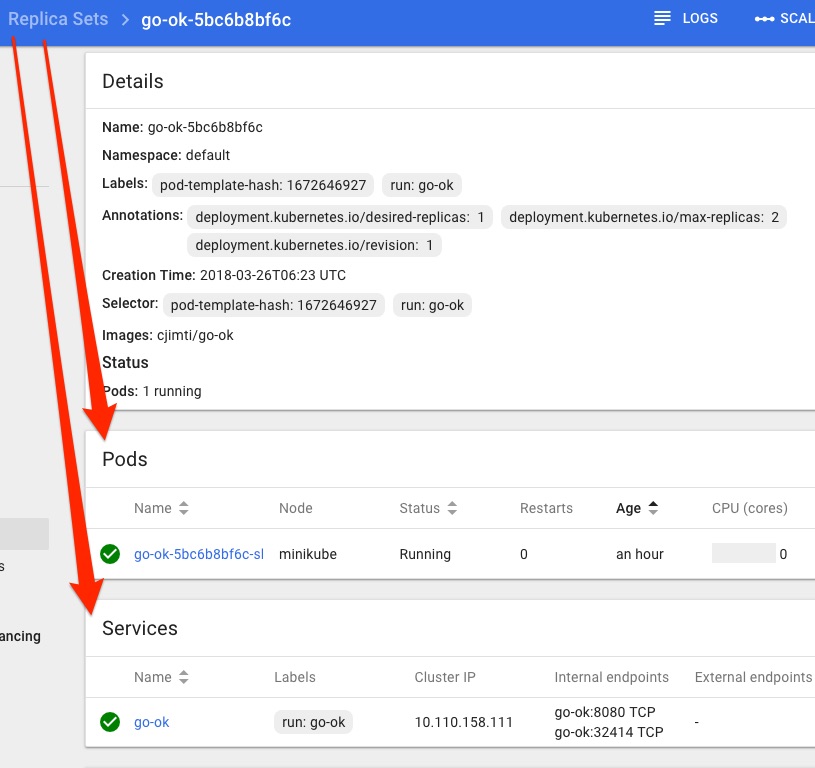 Replica Sets > go-ok-5bc6b8bf6c LOGS SCAL
Details
Name: go-ok-5bc6b8bf6c
Namespace: default
Labels: pod-template-hash: 1672646927 run: go-ok
Annotations: deployment.kubernetes.io/desired-replicas: 1 deployment.kubernetes.io/max-replicas: 2
deployment.kubernetes.io/revision: 1
Creation Time: 2018-03-26T06:23 UTC
Selector: pod-template-hash: 1672646927 run: go-ok
Images: cjimti/go-ok
Status
Pods: 1 running
Pods
Name Node Status Restarts Age CPU (cores)
go-ok-5bc6b8bf6c-sl minikube Running 0 an hour 0
s
Services
ancing
Name Labels Cluster IP Internal endpoints External endpoints
go-ok run: go-ok 10.110.158.111 go-ok:8080 TCP -
go-ok:32414 TCP